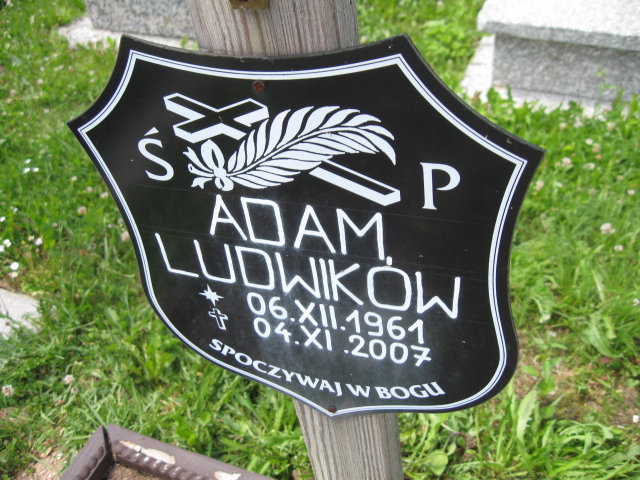 Ś P
ADAM
LUDWIKÓW
06.XII.1961
04.XI.2007
SPOCZYWAJ W BOGU